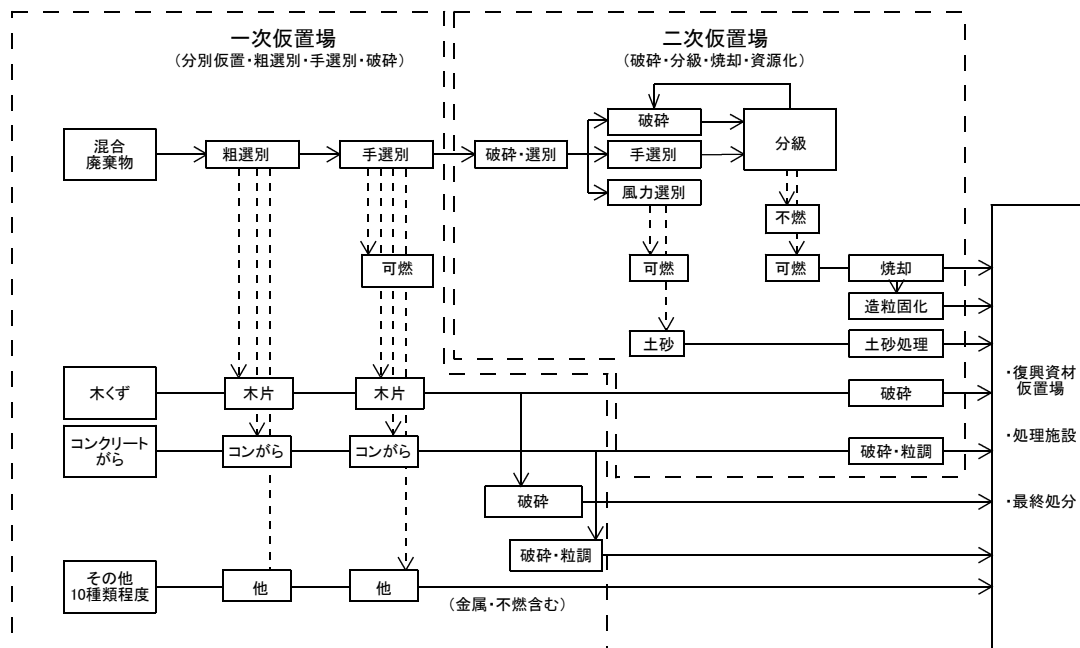 一次仮置場
(分別仮置・粗選別・手選別・破砕)
二次仮置場
(破砕・分級・焼却・資源化)
混合
廃棄物
粗選別
手選別
破砕・選別
破砕
手選別
風力選別
分級
不燃
可燃
可燃
可燃
焼却
造粒固化
土砂
土砂処理
木くず
木片
木片
破砕
コンクリート
がら
コンがら
コンがら
破砕・粒調
破砕
破砕・粒調
その他
10種類程度
他
他
(金属・不燃含む)
・復興資材
仮置場
・処理施設
・最終処分